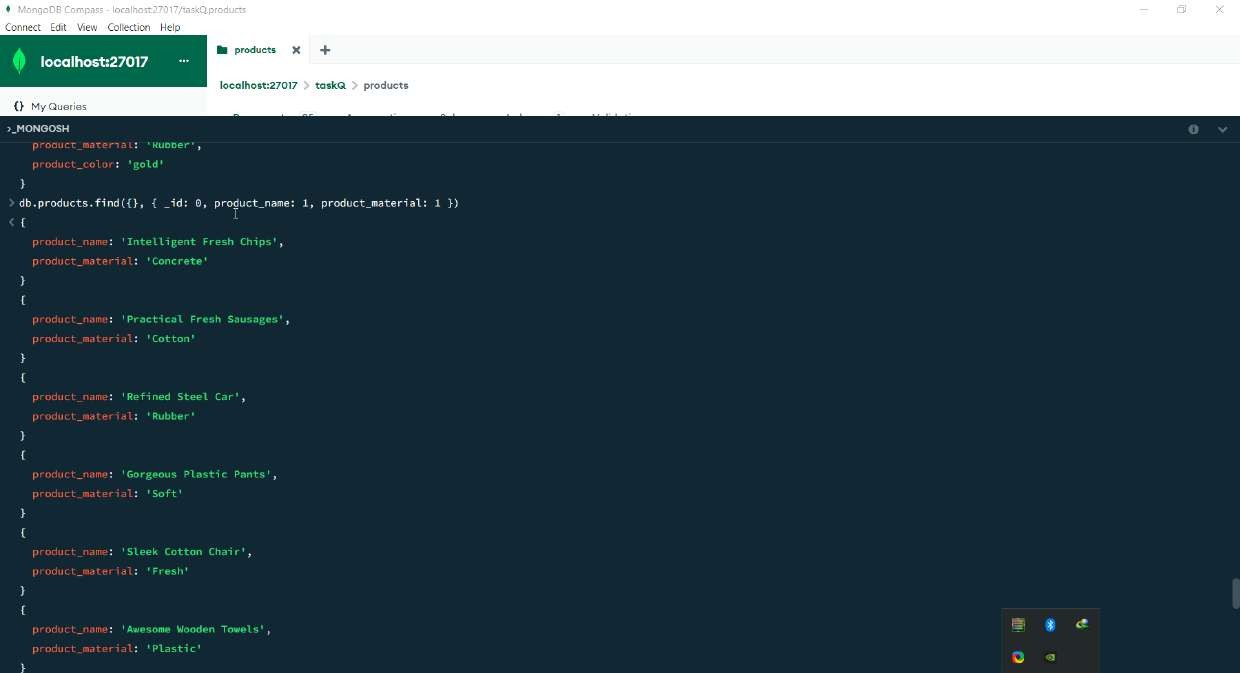 MongoDB Compass - localhost:27017/taskQ.products
Connect Edit View Collection Help
localhost:27017 ...
products
localhost:27017 > taskQ > products
{} My Queries
>_MONGOSH
product_material: 'Rubber',
product_color: 'gold'
}
> db.products.find({}, { _id: 0, product_name: 1, product_material: 1 })
< {
product_name: 'Intelligent Fresh Chips',
product_material: 'Concrete'
}
{
product_name: 'Practical Fresh Sausages',
product_material: 'Cotton'
}
{
product_name: 'Refined Steel Car',
product_material: 'Rubber'
}
{
product_name: 'Gorgeous Plastic Pants',
product_material: 'Soft'
}
{
product_name: 'Sleek Cotton Chair',
product_material: 'Fresh'
}
{
product_name: 'Awesome Wooden Towels',
product_material: 'Plastic'
}